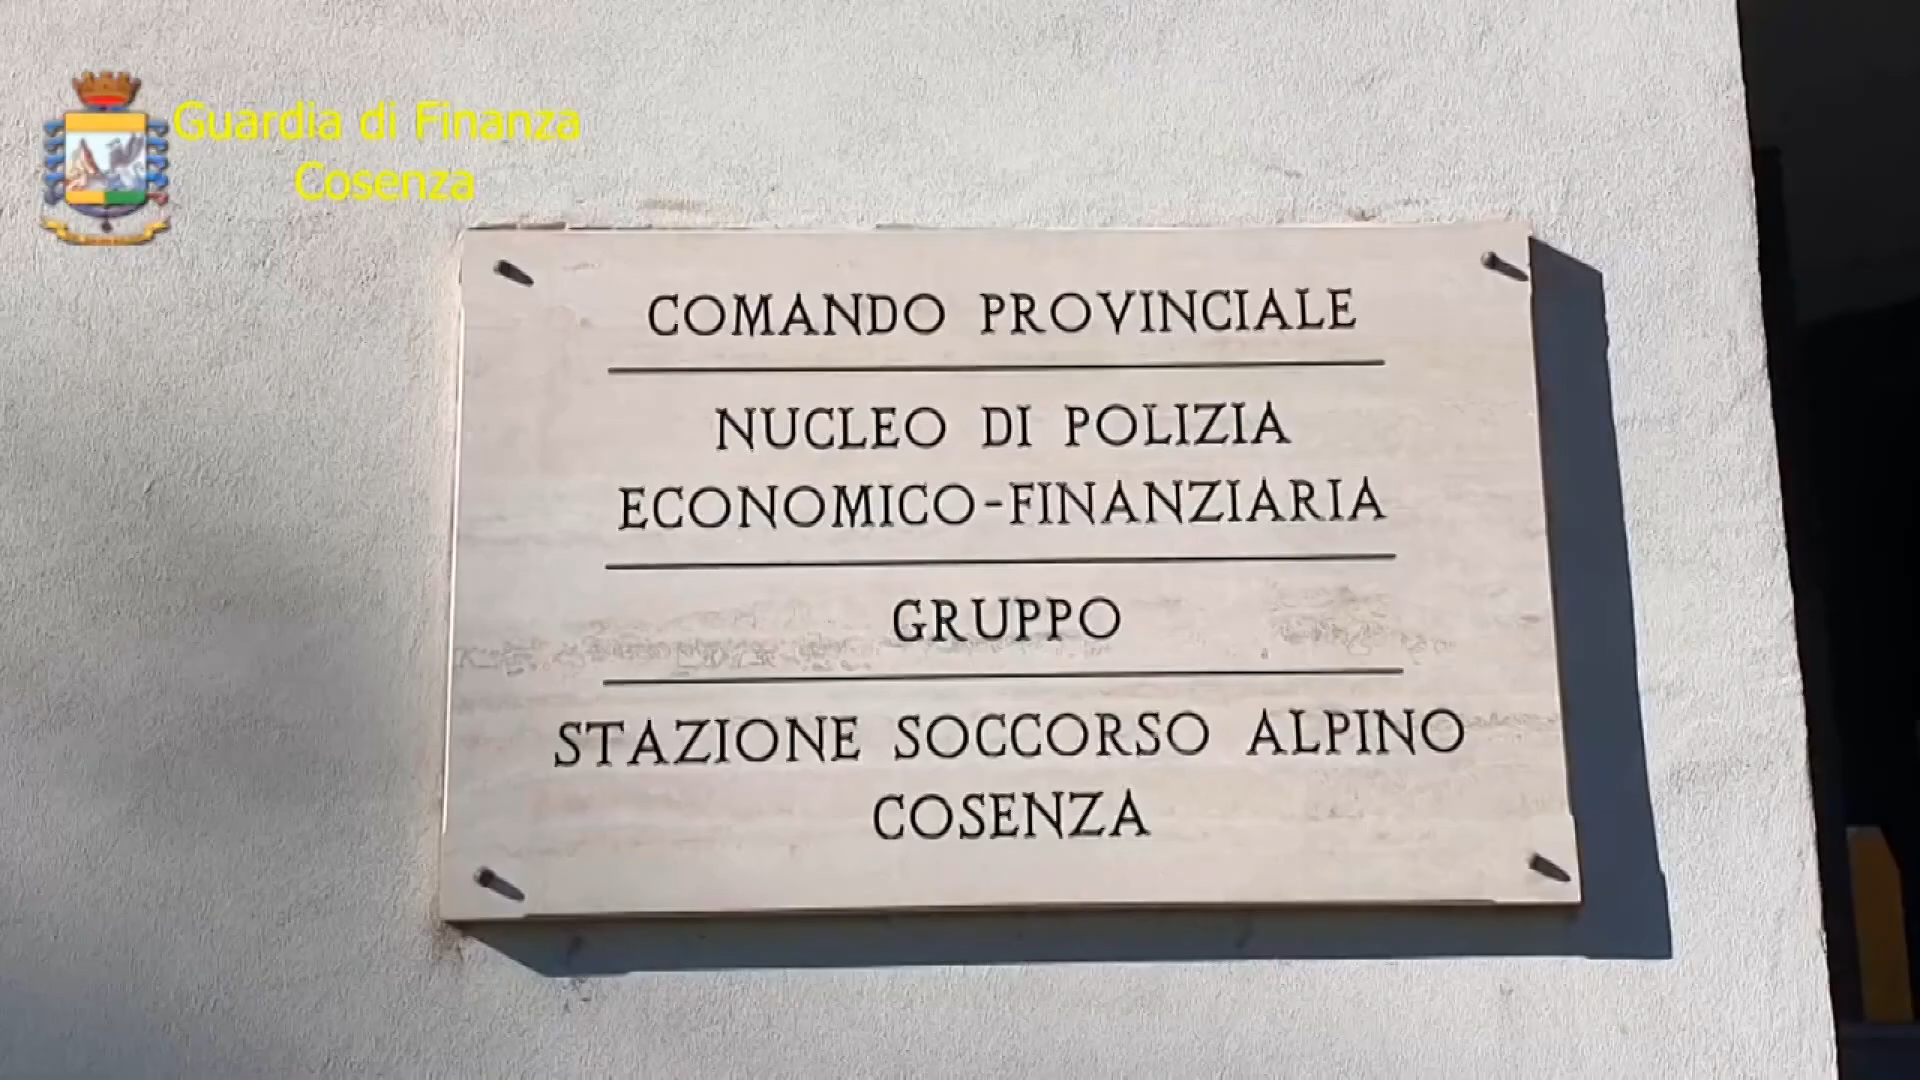 Guardia di Finanza
Cosenza
COMANDO PROVINCIALE
NUCLEO DI POLIZIA
ECONOMICO-FINANZIARIA
GRUPPO
STAZIONE SOCCORSO ALPINO
COSENZA